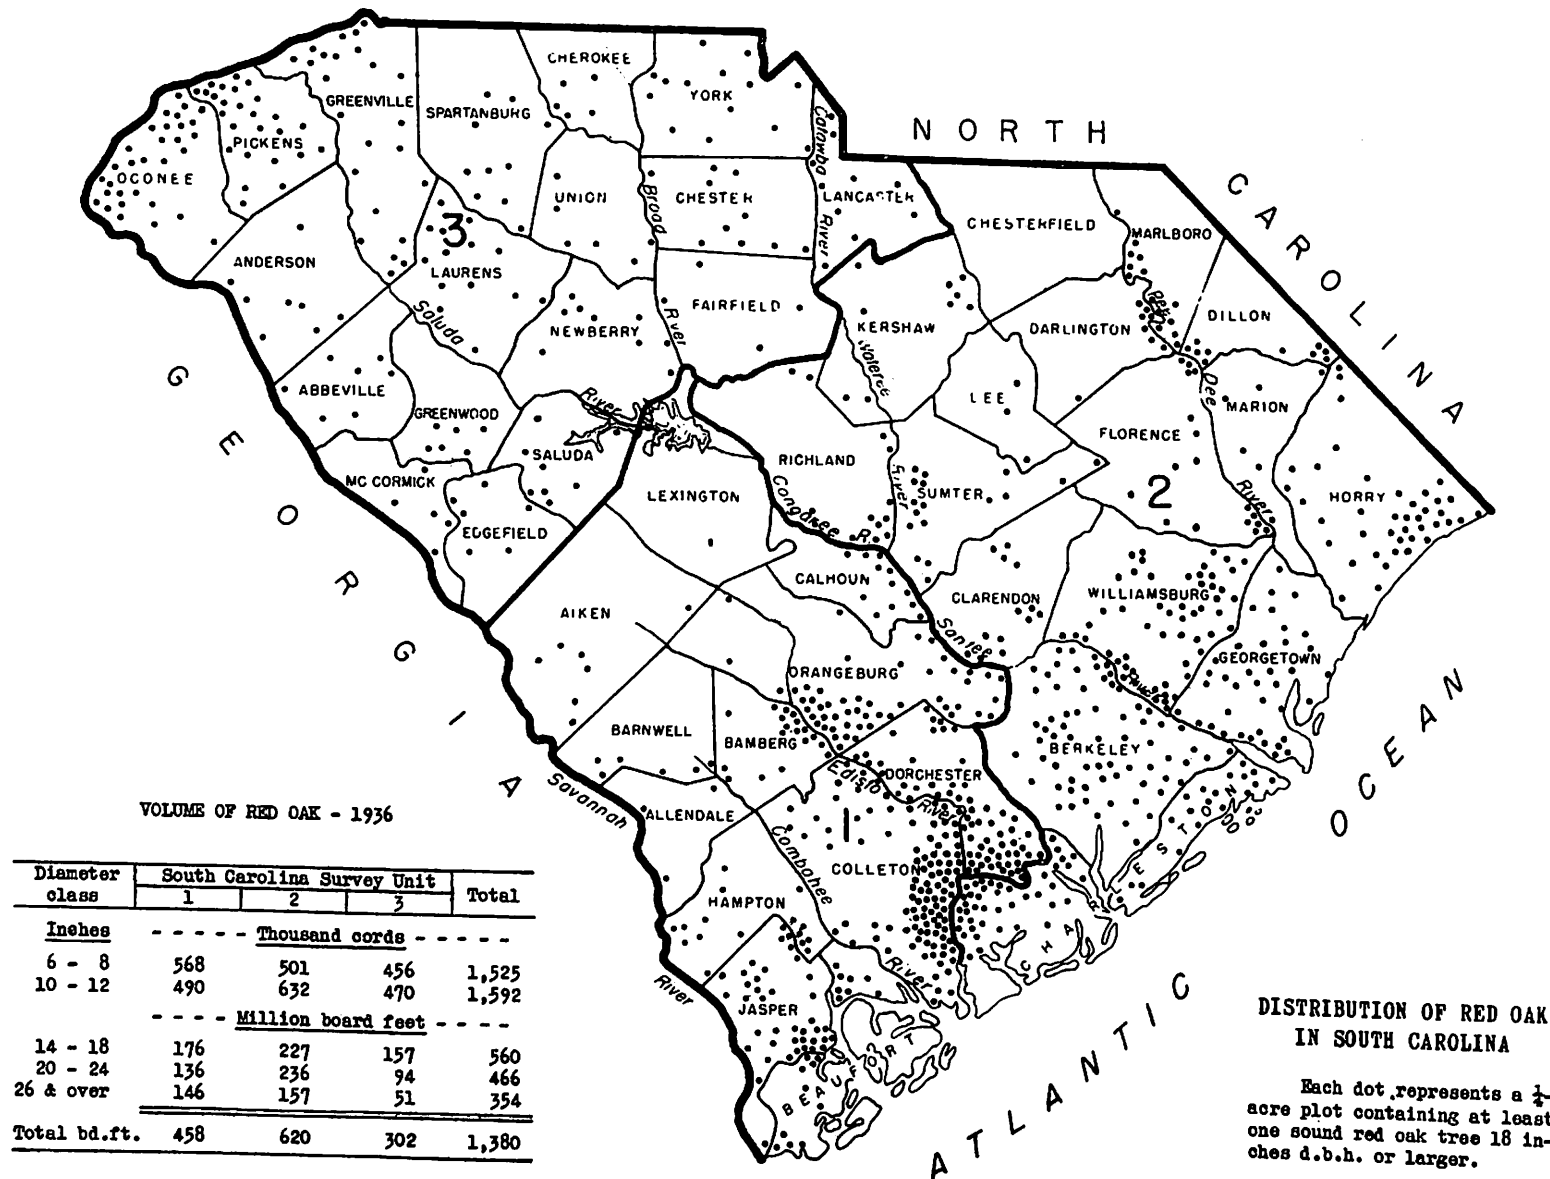 NORTH
CAROLINA
CHEROKEE
YORK
GREENVILLE
SPARTANBURG
Catawba
PICKENS
OCONEE
UNION
Broad
CHESTER
LANCASTER
River
CHESTERFIELD
MARLBORO
3
ANDERSON
LAURENS
Saluda
NEWBERRY
FAIRFIELD
River
KERSHAW
Wateree
DARLINGTON
Pee
DILLON
ABBEVILLE
GREENWOOD
River
LEE
Dee
MARION
FLORENCE
SALUDA
RICHLAND
River
MC CORMICK
LEXINGTON
Congaree R.
SUMTER
2
River
HORRY
EDGEFIELD
GEORGIA
CALHOUN
AIKEN
CLARENDON
WILLIAMSBURG
Santee
GEORGETOWN
ORANGEBURG
River
BARNWELL
BAMBERG
BERKELEY
Edisto
DORCHESTER
River
Savannah
ALLENDALE
1
Combahee
COLLETON
CHARLESTON
HAMPTON
River
River
JASPER
BEAUFORT
ATLANTIC
OCEAN
VOLUME OF RED OAK - 1936
Diameter class South Carolina Survey Unit Total
1 2 3
Inches - - - - - Thousand cords - - - - -
6 - 8 568 501 456 1,525
10 - 12 490 632 470 1,592
- - - - Million board feet - - - -
14 - 18 176 227 157 560
20 - 24 136 236 94 466
26 & over 146 157 51 354
Total bd.ft. 458 620 302 1,380
DISTRIBUTION OF RED OAK
IN SOUTH CAROLINA
Each dot represents a ¼-
acre plot containing at least
one sound red oak tree 18 in-
ches d.b.h. or larger.